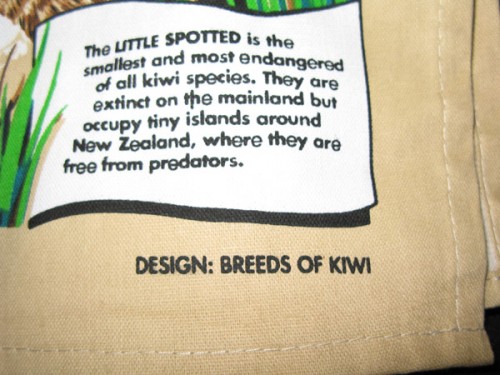 The LITTLE SPOTTED is the
smallest and most endangered
of all kiwi species. They are
extinct on the mainland but
occupy tiny islands around
New Zealand, where they are
free from predators.
DESIGN: BREEDS OF KIWI